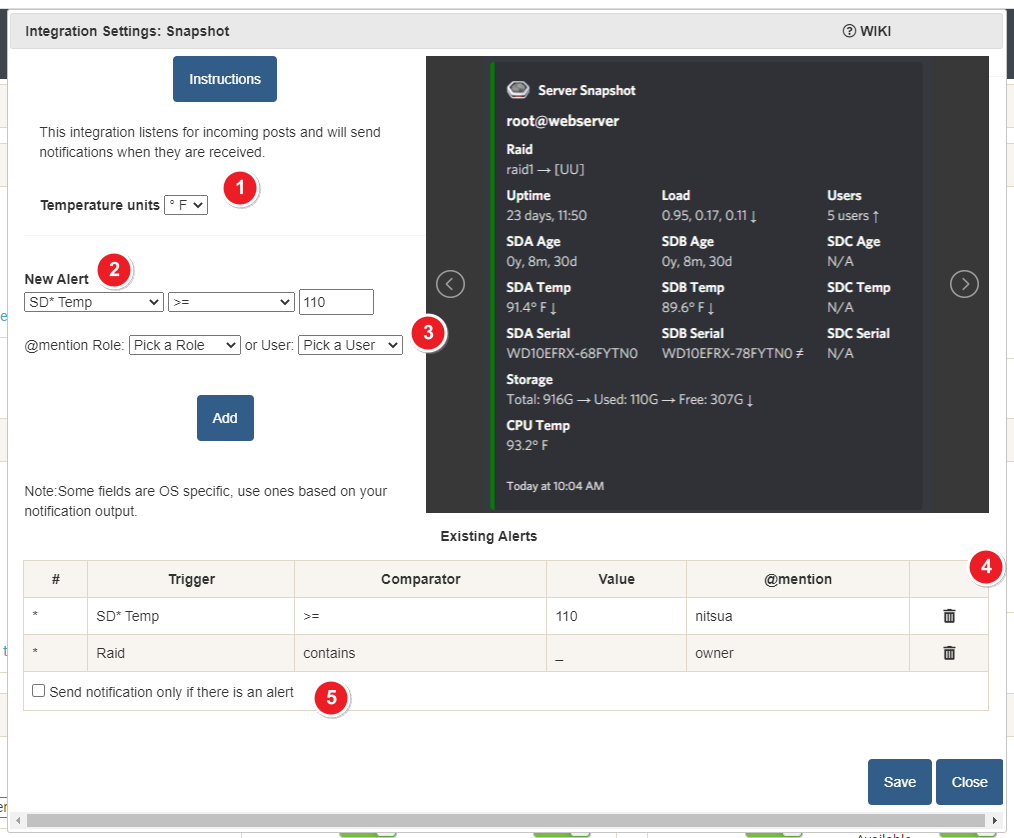 Integration Settings: Snapshot
WIKI
Instructions
This integration listens for incoming posts and will send
notifications when they are received.
1
Temperature units ° F
2
New Alert
SD* Temp >= 110
3
@mention Role: Pick a Role or User: Pick a User
Add
Note:Some fields are OS specific, use ones based on your
notification output.
Server Snapshot
root@webserver
Raid
raid1 → [UU]
Uptime Load Users
23 days, 11:50 0.95, 0.17, 0.11 ↓ 5 users ↑
SDA Age SDB Age SDC Age
0y, 8m, 30d 0y, 8m, 30d N/A
SDA Temp SDB Temp SDC Temp
91.4° F ↓ 89.6° F ↓ N/A
SDA Serial SDB Serial SDC Serial
WD10EFRX-68FYTN0 WD10EFRX-78FYTN0 ≠ N/A
Storage
Total: 916G → Used: 110G → Free: 307G ↓
CPU Temp
93.2° F
Today at 10:04 AM
Existing Alerts
4
# Trigger Comparator Value @mention
* SD* Temp >= 110 nitsua
* Raid contains _ owner
Send notification only if there is an alert
5
Save Close